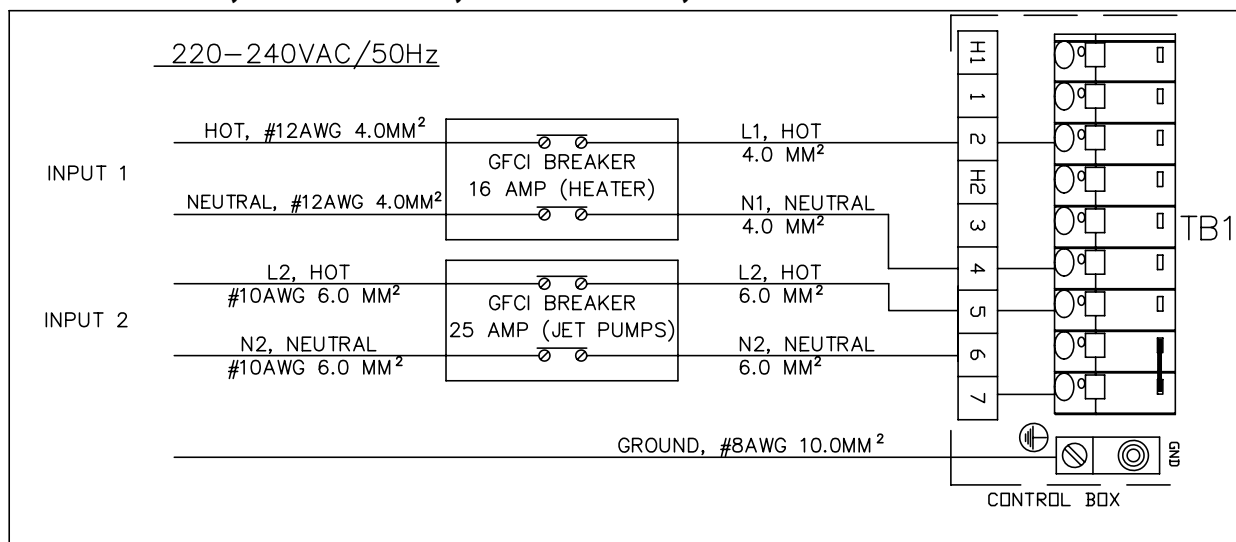 220-240VAC/50Hz
INPUT 1
HOT, #12AWG 4.0MM²
NEUTRAL, #12AWG 4.0MM²
GFCI BREAKER
16 AMP (HEATER)
L1, HOT
4.0 MM²
N1, NEUTRAL
4.0 MM²
INPUT 2
L2, HOT
#10AWG 6.0 MM²
N2, NEUTRAL
#10AWG 6.0 MM²
GFCI BREAKER
25 AMP (JET PUMPS)
L2, HOT
6.0 MM²
N2, NEUTRAL
6.0 MM²
GROUND, #8AWG 10.0MM²
H1
1
2
H2
3
4
5
6
7
TB1
GND
CONTROL BOX